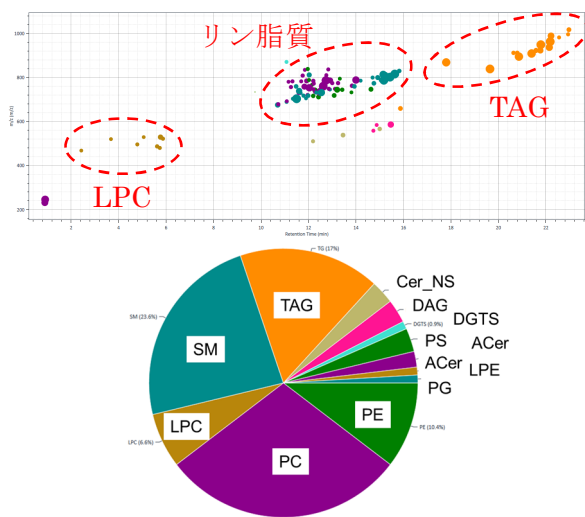 1000
800
600
400
200
m/z (m/z)
0
2
4
6
8
10
12
14
16
18
20
22
Retention Time (min)
リン脂質
TAG
LPC
TG (17%)
SM (23.6%)
LPC (6.6%)
PE (10.4%)
DGTS (0.9%)
TAG
SM
LPC
PC
PE
Cer_NS
DAG
DGTS
PS
ACer
ACer
LPE
PG